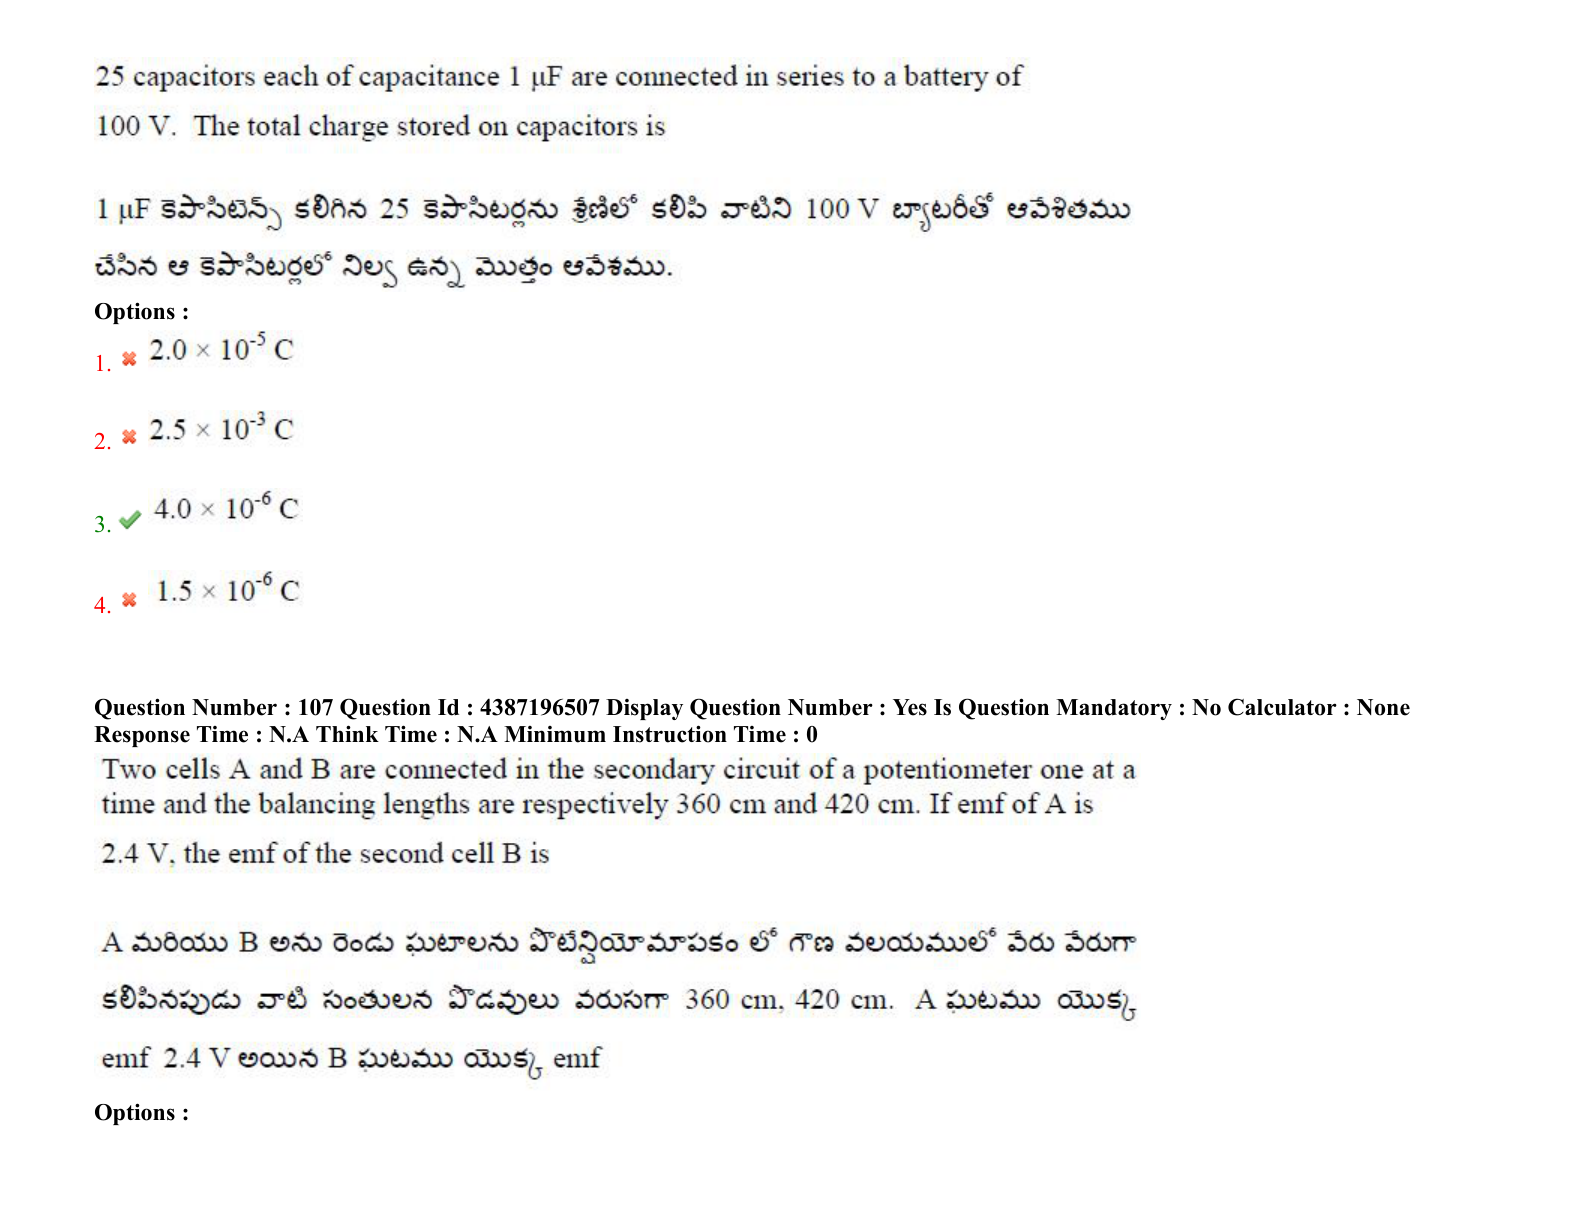 25 capacitors each of capacitance 1 μF are connected in series to a battery of
100 V. The total charge stored on capacitors is
1 μF కెపాసిటెన్స్ కలిగిన 25 కెపాసిటర్లను శ్రేణిలో కలిపి వాటిని 100 V బ్యాటరీతో ఆవేశితము
చేసిన ఆ కెపాసిటర్లలో నిల్వ ఉన్న మొత్తం ఆవేశము.
Options :
1. ✖ 2.0 × 10⁻⁵ C
2. ✖ 2.5 × 10⁻³ C
3. ✔ 4.0 × 10⁻⁶ C
4. ✖ 1.5 × 10⁻⁶ C
Question Number : 107 Question Id : 4387196507 Display Question Number : Yes Is Question Mandatory : No Calculator : None
Response Time : N.A Think Time : N.A Minimum Instruction Time : 0
Two cells A and B are connected in the secondary circuit of a potentiometer one at a
time and the balancing lengths are respectively 360 cm and 420 cm. If emf of A is
2.4 V, the emf of the second cell B is
A మరియు B అను రెండు ఘటాలను పొటేన్షియోమాపకం లో గౌణ వలయములో వేరు వేరుగా
కలిపినపుడు వాటి సంతులన పొడవులు వరుసగా 360 cm, 420 cm. A ఘటము యొక్క
emf 2.4 V అయిన B ఘటము యొక్క emf
Options :